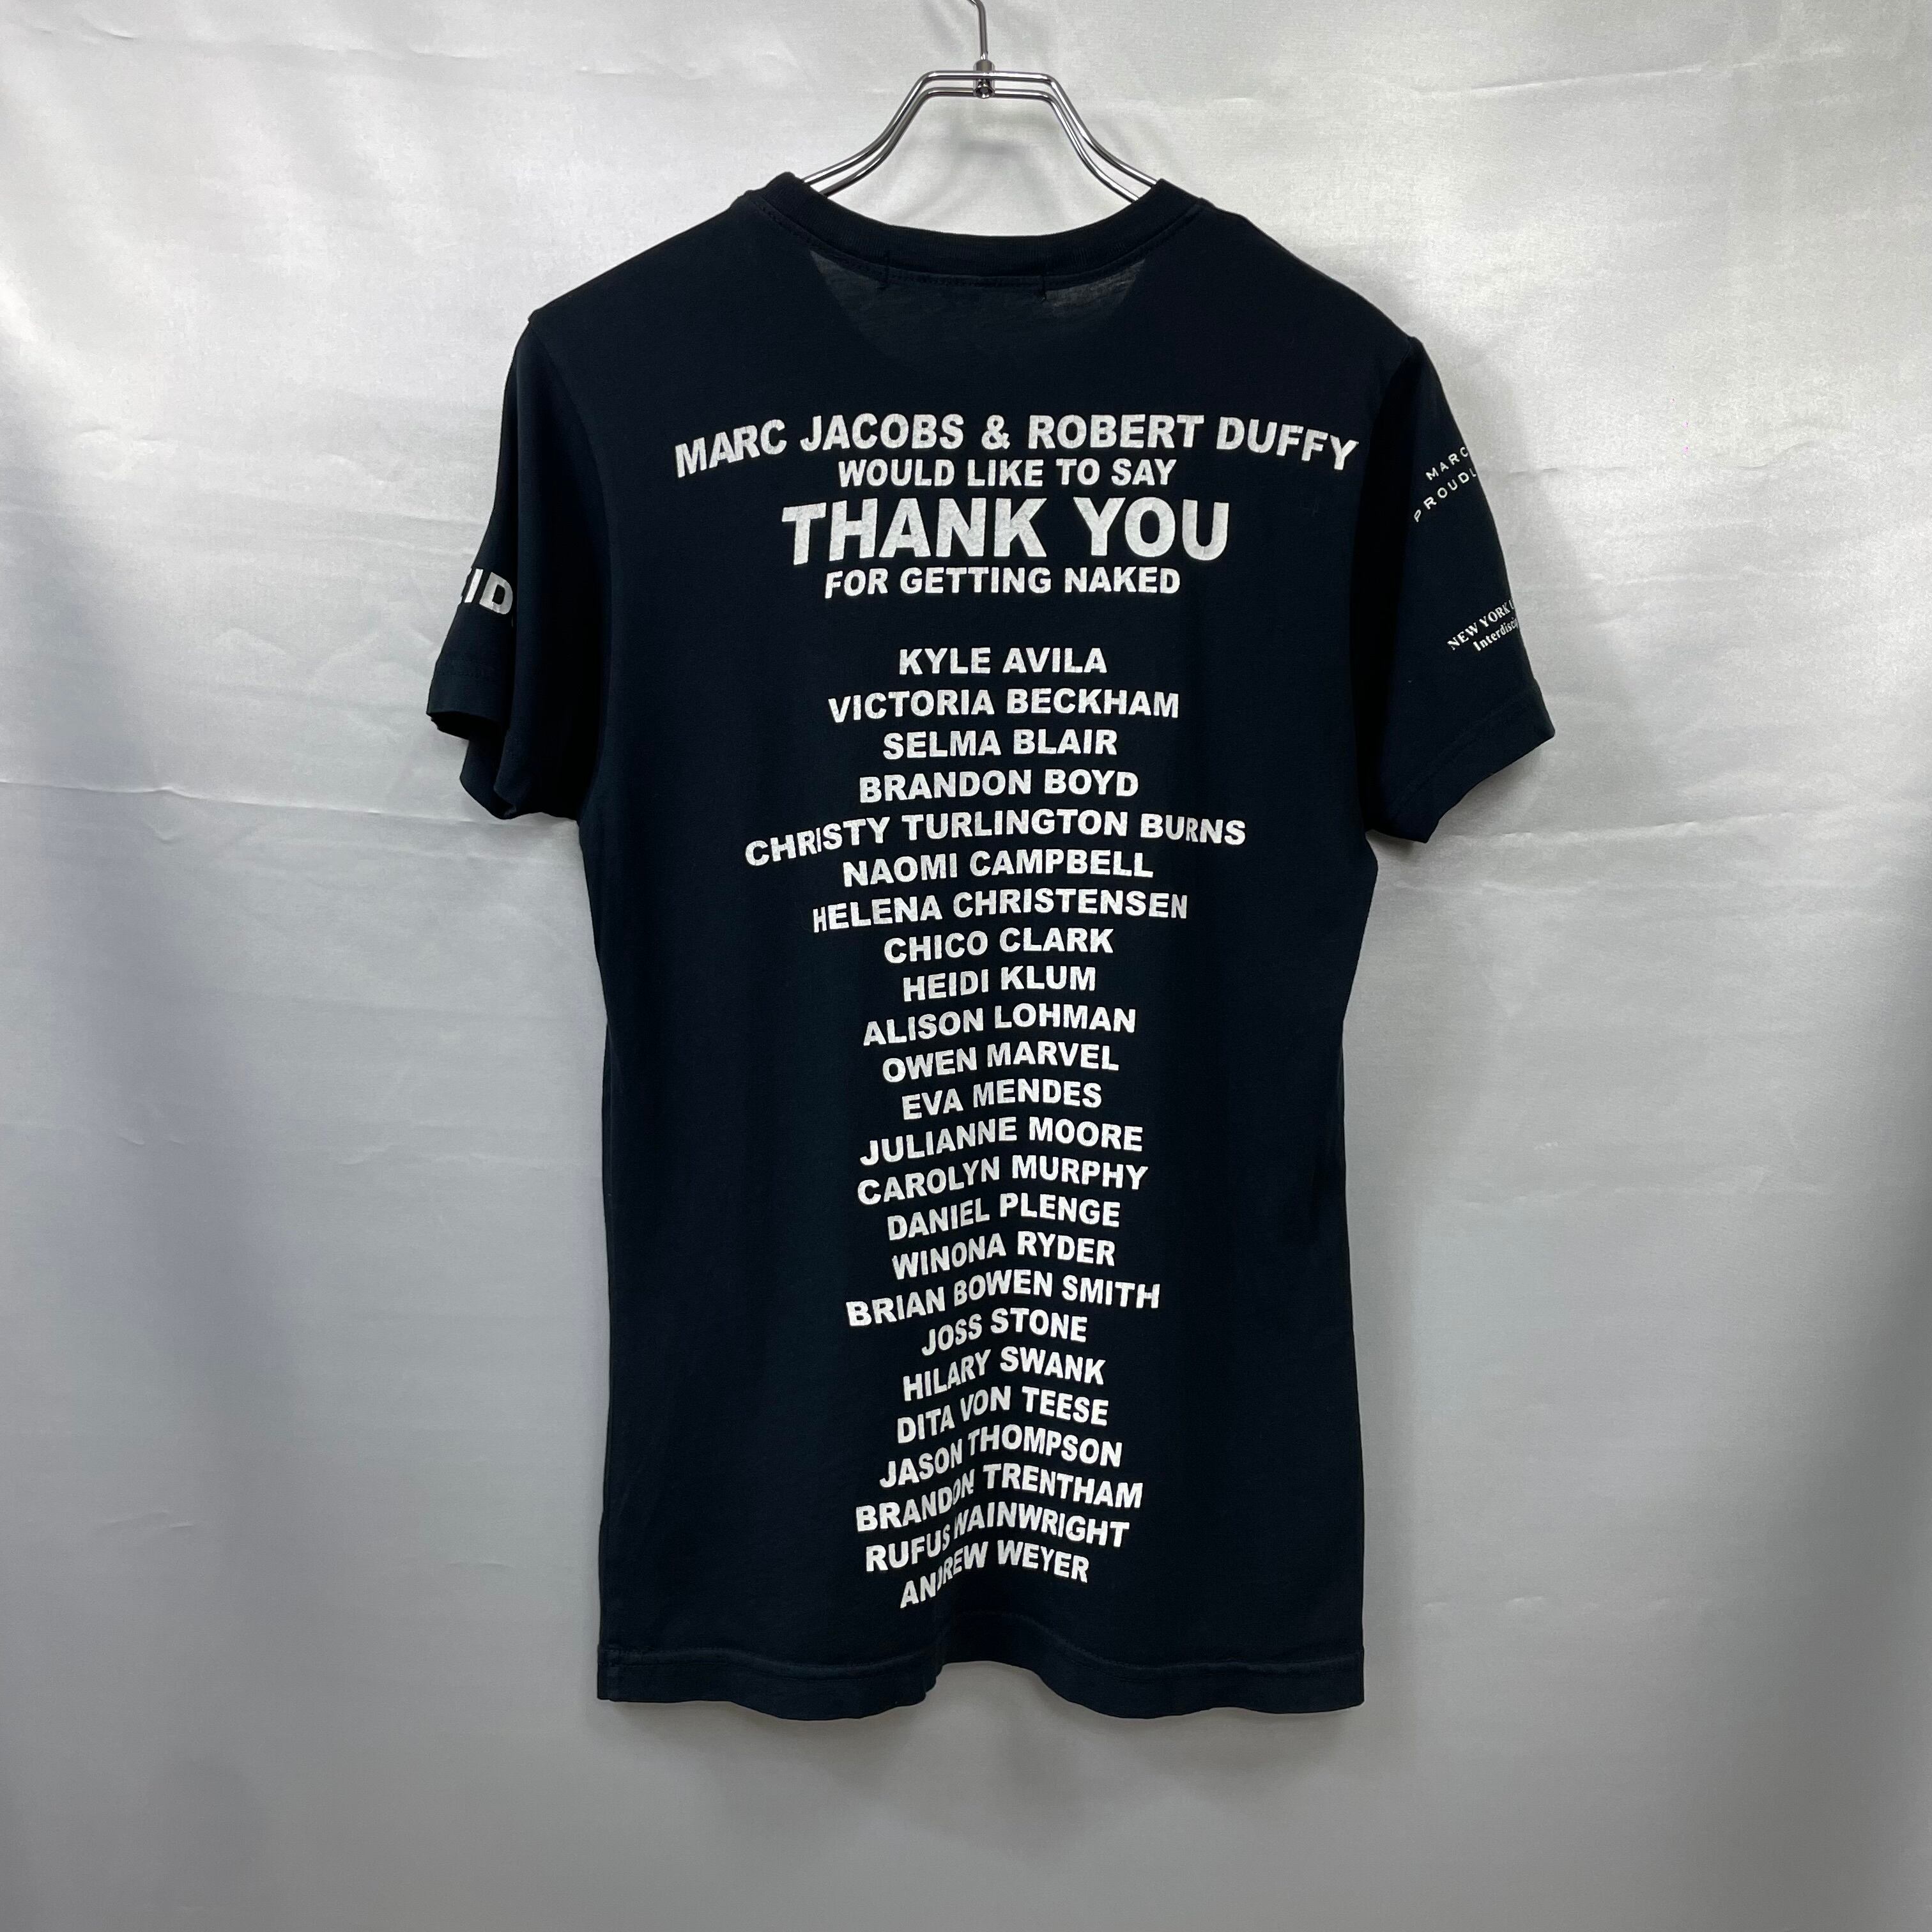 MARC JACOBS & ROBERT DUFFY
WOULD LIKE TO SAY
THANK YOU
FOR GETTING NAKED
KYLE AVILA
VICTORIA BECKHAM
SELMA BLAIR
BRANDON BOYD
CHRISTY TURLINGTON BURNS
NAOMI CAMPBELL
HELENA CHRISTENSEN
CHICO CLARK
HEIDI KLUM
ALISON LOHMAN
OWEN MARVEL
EVA MENDES
JULIANNE MOORE
CAROLYN MURPHY
DANIEL PLENGE
WINONA RYDER
BRIAN BOWEN SMITH
JOSS STONE
HILARY SWANK
DITA VON TEESE
JASON THOMPSON
BRANDON TRENTHAM
RUFUS WAINWRIGHT
ANDREW WEYER
MARC
NEW YORK